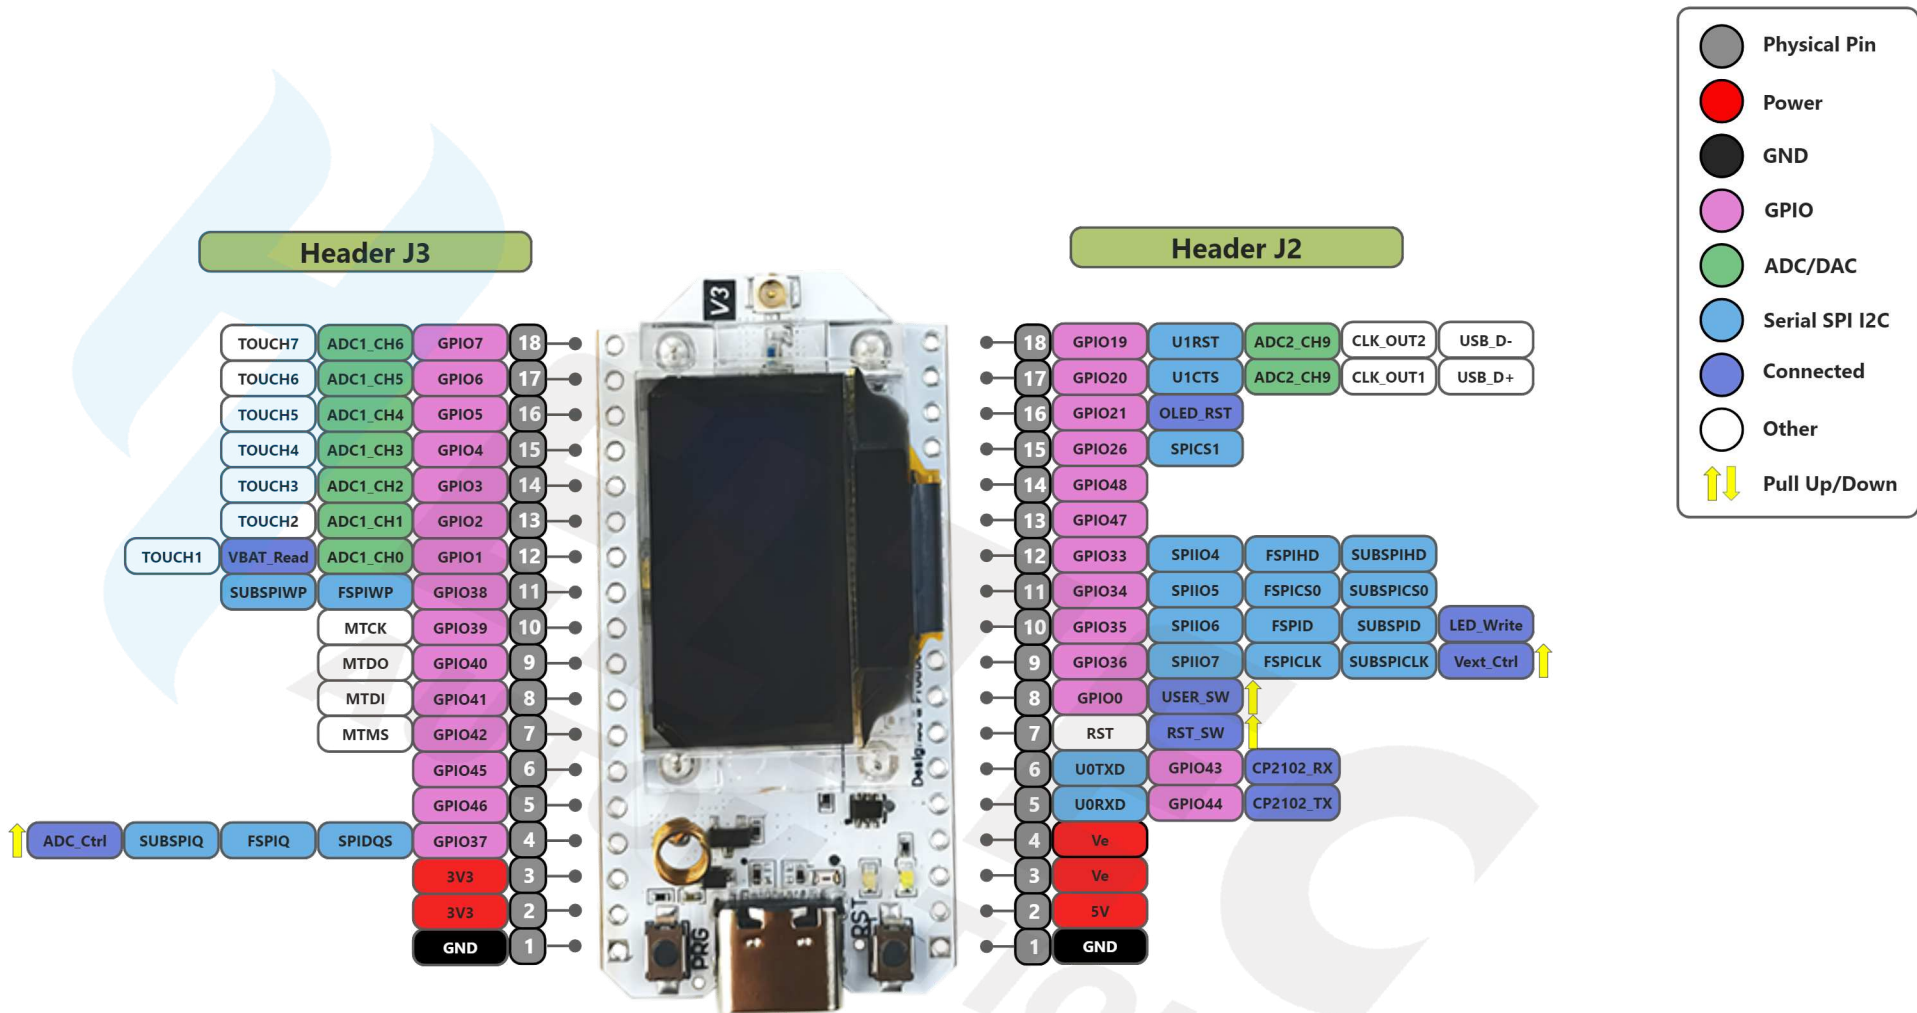 Physical Pin
Power
GND
GPIO
ADC/DAC
Serial SPI I2C
Connected
Other
Pull Up/Down
Header J3
TOUCH7 ADC1_CH6 GPIO7 18
TOUCH6 ADC1_CH5 GPIO6 17
TOUCH5 ADC1_CH4 GPIO5 16
TOUCH4 ADC1_CH3 GPIO4 15
TOUCH3 ADC1_CH2 GPIO3 14
TOUCH2 ADC1_CH1 GPIO2 13
TOUCH1 VBAT_Read ADC1_CH0 GPIO1 12
SUBSPIWP FSPIWP GPIO38 11
MTCK GPIO39 10
MTDO GPIO40 9
MTDI GPIO41 8
MTMS GPIO42 7
GPIO45 6
GPIO46 5
ADC_Ctrl SUBSPIQ FSPIQ SPIDQS GPIO37 4
3V3 3
3V3 2
GND 1
V3
PRG
RST
Header J2
18 GPIO19 U1RST ADC2_CH9 CLK_OUT2 USB_D-
17 GPIO20 U1CTS ADC2_CH9 CLK_OUT1 USB_D+
16 GPIO21 OLED_RST
15 GPIO26 SPICS1
14 GPIO48
13 GPIO47
12 GPIO33 SPIIO4 FSPIHD SUBSPIHD
11 GPIO34 SPIIO5 FSPICS0 SUBSPICS0
10 GPIO35 SPIIO6 FSPID SUBSPID LED_Write
9 GPIO36 SPIIO7 FSPICLK SUBSPICLK Vext_Ctrl
8 GPIO0 USER_SW
7 RST RST_SW
6 U0TXD GPIO43 CP2102_RX
5 U0RXD GPIO44 CP2102_TX
4 Ve
3 Ve
2 5V
1 GND